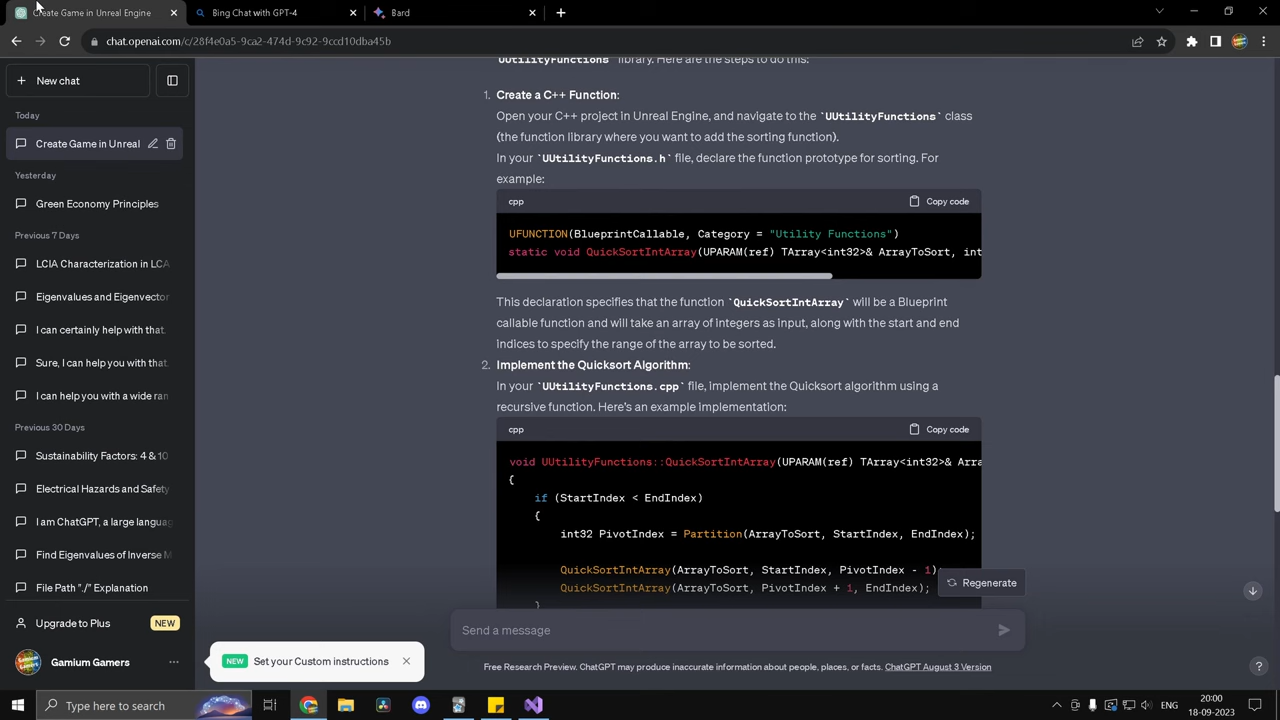 Create Game in Unreal Engine
Bing Chat with GPT-4
Bard
chat.openai.com/c/28f4e0a5-9ca2-474d-9c92-9ccd10dba45b
New chat
Today
Create Game in Unreal
Yesterday
Green Economy Principles
Previous 7 Days
LCIA Characterization in LCA
Eigenvalues and Eigenvector
I can certainly help with that.
Sure, I can help you with that.
I can help you with a wide ran
Previous 30 Days
Sustainability Factors: 4 & 10
Electrical Hazards and Safety
I am ChatGPT, a large languag
Find Eigenvalues of Inverse M
File Path "./" Explanation
Upgrade to Plus
NEW
Gamium Gamers
`UUtilityFunctions` library. Here are the steps to do this:
1. Create a C++ Function:
Open your C++ project in Unreal Engine, and navigate to the `UUtilityFunctions` class
(the function library where you want to add the sorting function).
In your `UUtilityFunctions.h` file, declare the function prototype for sorting. For
example:
cpp
Copy code
UFUNCTION(BlueprintCallable, Category = "Utility Functions")
static void QuickSortIntArray(UPARAM(ref) TArray<int32>& ArrayToSort, int
This declaration specifies that the function `QuickSortIntArray` will be a Blueprint
callable function and will take an array of integers as input, along with the start and end
indices to specify the range of the array to be sorted.
2. Implement the Quicksort Algorithm:
In your `UUtilityFunctions.cpp` file, implement the Quicksort algorithm using a
recursive function. Here's an example implementation:
cpp
Copy code
void UUtilityFunctions::QuickSortIntArray(UPARAM(ref) TArray<int32>& Arra
{
if (StartIndex < EndIndex)
{
int32 PivotIndex = Partition(ArrayToSort, StartIndex, EndIndex);
QuickSortIntArray(ArrayToSort, StartIndex, PivotIndex - 1);
QuickSortIntArray(ArrayToSort, PivotIndex + 1, EndIndex);
}
Regenerate
Send a message
NEW
Set your Custom instructions
Free Research Preview. ChatGPT may produce inaccurate information about people, places, or facts. ChatGPT August 3 Version
Type here to search
ENG
20:00
18-09-2023